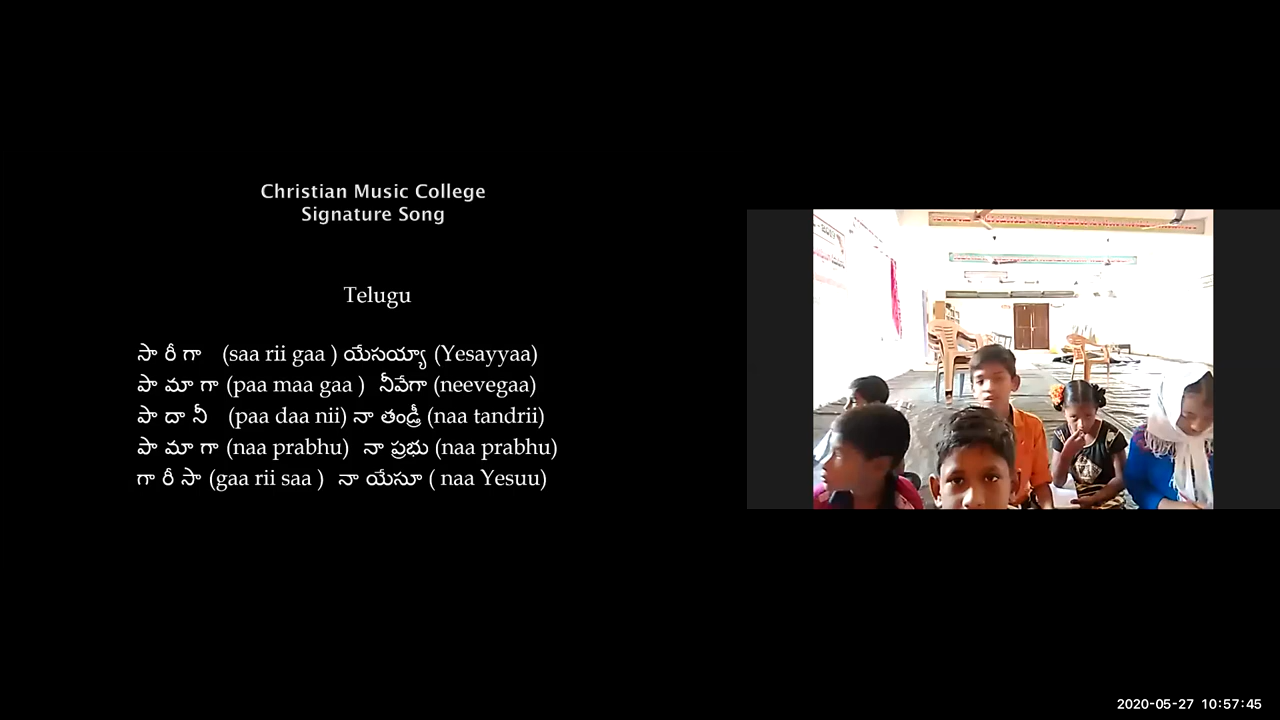 Christian Music College
Signature Song
Telugu
సా రీ గా (saa rii gaa ) యేసయ్యా (Yesayyaa)
పా మా గా (paa maa gaa ) నీవేగా (neevegaa)
పా దా నీ (paa daa nii) నా తండ్రీ (naa tandrii)
పా మా గా (naa prabhu) నా ప్రభు (naa prabhu)
గా రీ సా (gaa rii saa ) నా యేసూ ( naa Yesuu)
2020-05-27 10:57:45